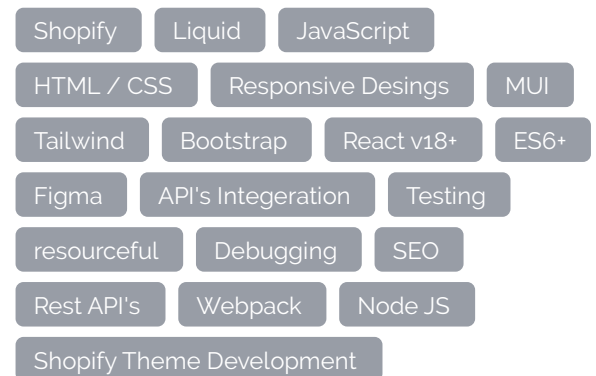 Shopify Liquid JavaScript
HTML / CSS Responsive Desings MUI
Tailwind Bootstrap React v18+ ES6+
Figma API's Integeration Testing
resourceful Debugging SEO
Rest API's Webpack Node JS
Shopify Theme Development